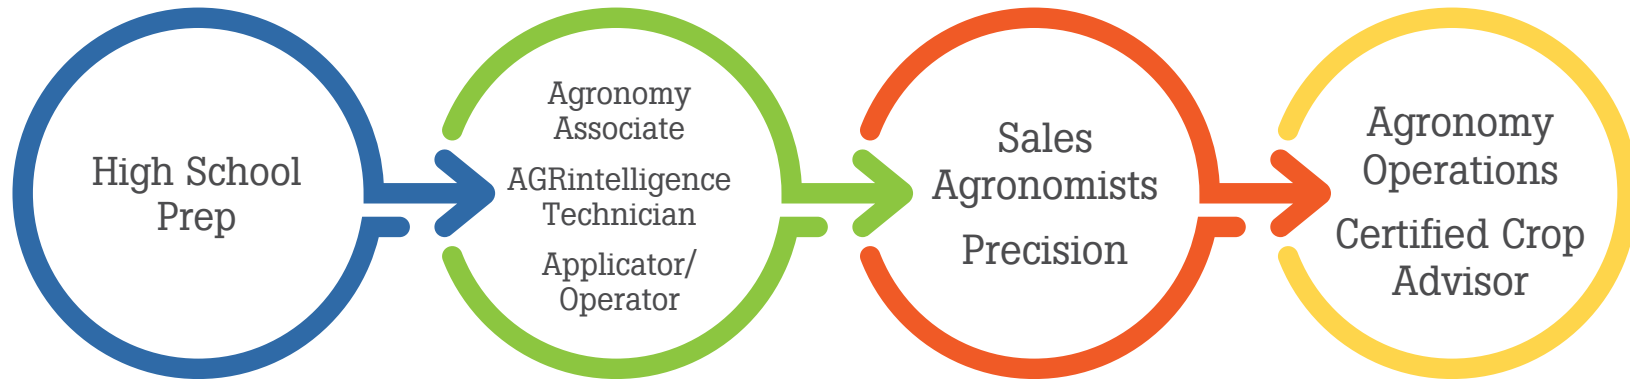 High School
Prep
Agronomy
Associate
AGRintelligence
Technician
Applicator/
Operator
Sales
Agronomists
Precision
Agronomy
Operations
Certified Crop
Advisor